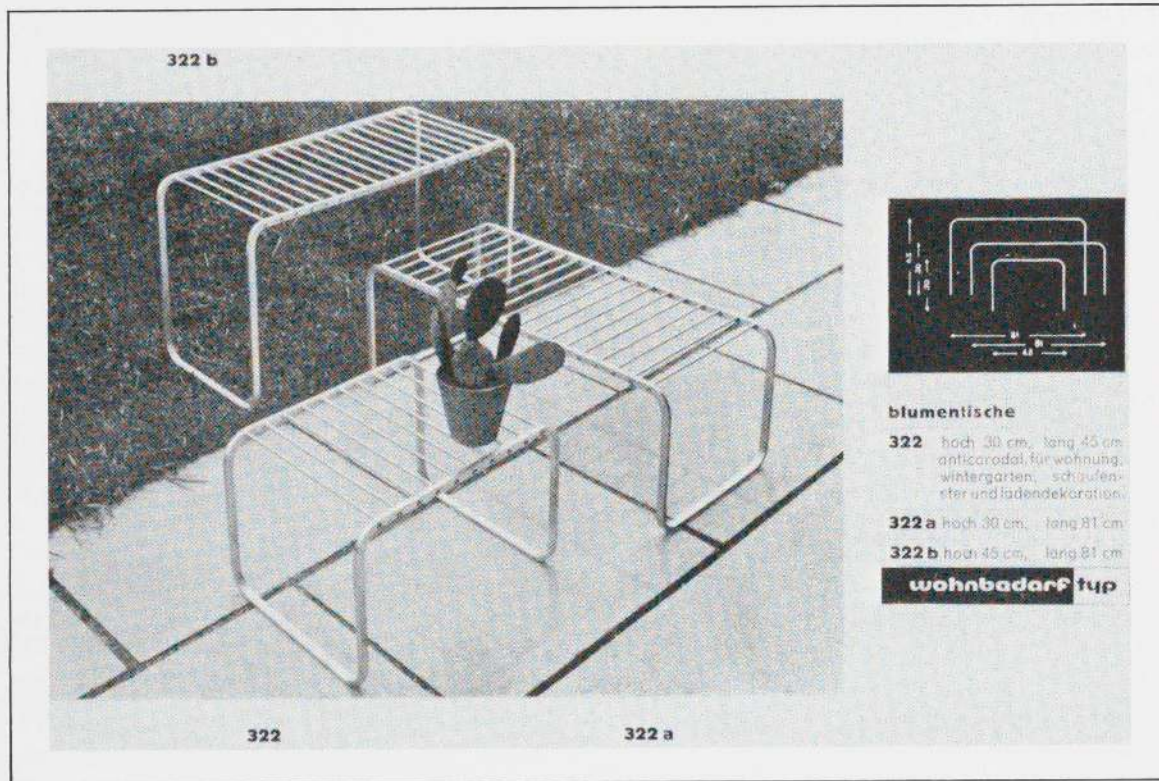 322 b
blumentische
322 hoch 30 cm, lang 45 cm
anticorodal, für wohnung,
wintergarten, schaufen-
ster und ladendekoration.
322 a hoch 30 cm, lang 81 cm
322 b hoch 45 cm, lang 81 cm
wohnbedarf typ
322
322 a